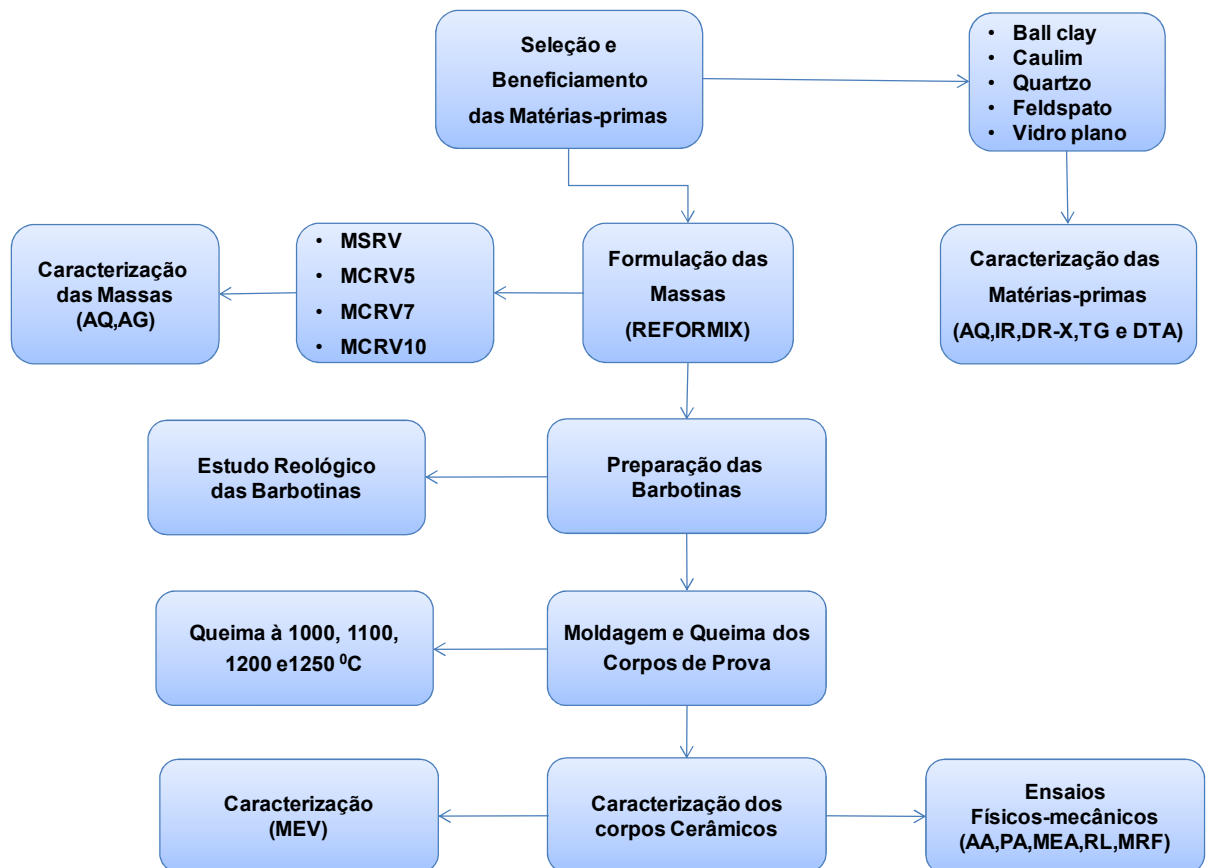 Seleção e
Beneficiamento
das Matérias-primas
• Ball clay
• Caulim
• Quartzo
• Feldspato
• Vidro plano
Caracterização
das Massas
(AQ,AG)
• MSRV
• MCRV5
• MCRV7
• MCRV10
Formulação das
Massas
(REFORMIX)
Caracterização das
Matérias-primas
(AQ,IR,DR-X,TG e DTA)
Estudo Reológico
das Barbotinas
Preparação das
Barbotinas
Queima à 1000, 1100,
1200 e1250 ⁰C
Moldagem e Queima dos
Corpos de Prova
Caracterização
(MEV)
Caracterização dos
corpos Cerâmicos
Ensaios
Físicos-mecânicos
(AA,PA,MEA,RL,MRF)